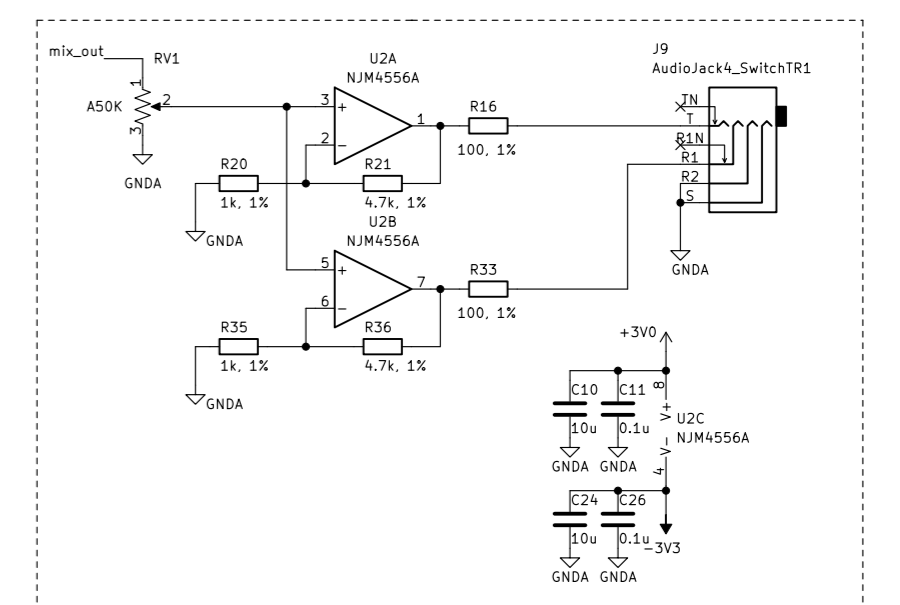 mix_out
RV1
1
A50K
2
3
GNDA
U2A
NJM4556A
3
+
1
2
−
R16
100, 1%
R20
1k, 1%
GNDA
R21
4.7k, 1%
U2B
NJM4556A
5
+
7
6
−
R33
100, 1%
R35
1k, 1%
GNDA
R36
4.7k, 1%
J9
AudioJack4_SwitchTR1
TN
T
R1N
R1
R2
S
GNDA
+3V0
8
C10
C11
V+
U2C
10u
0.1u
NJM4556A
V−
GNDA GNDA
4
C24
C26
10u
0.1u
−3V3
GNDA GNDA